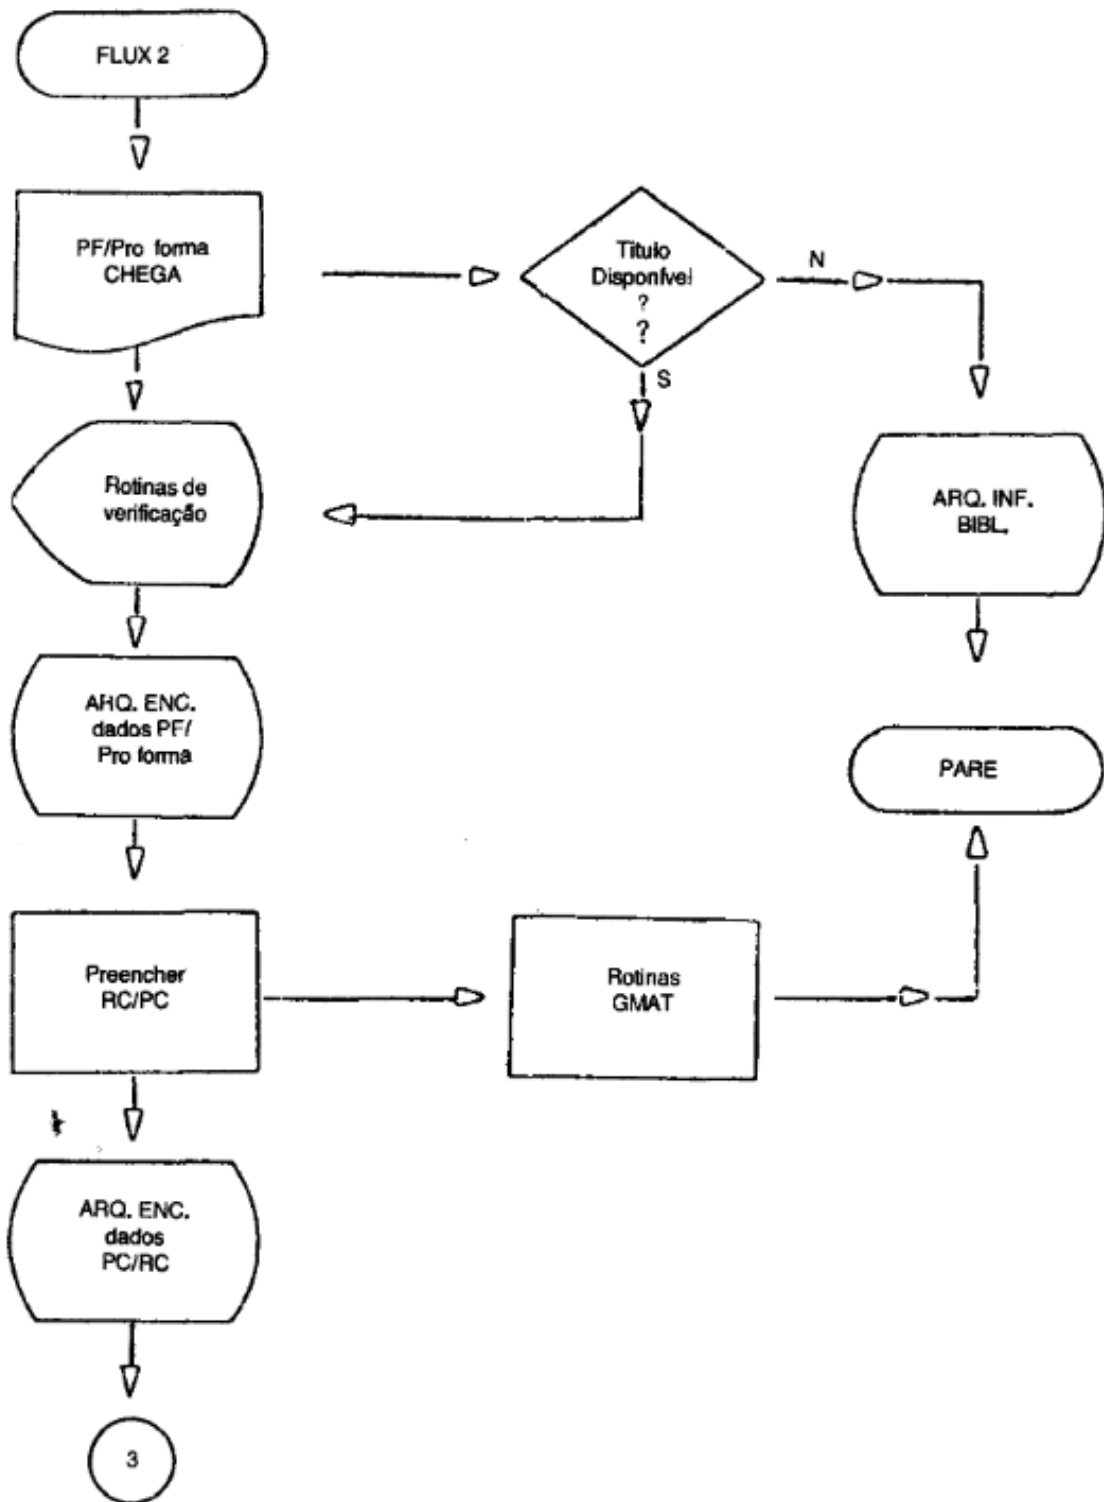 FLUX 2
PF/Pro forma
CHEGA
Título
Disponível
?
?
N
S
Rotinas de
verificação
ARQ. INF.
BIBL.
ARQ. ENC.
dados PF/
Pro forma
PARE
Preencher
RC/PC
Rotinas
GMAT
ARQ. ENC.
dados
PC/RC
3